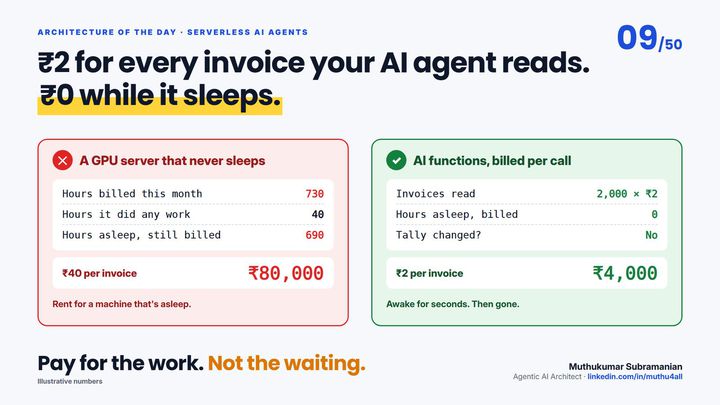 ARCHITECTURE OF THE DAY · SERVERLESS AI AGENTS
09/50
₹2 for every invoice your AI agent reads.
₹0 while it sleeps.
A GPU server that never sleeps
Hours billed this month 730
Hours it did any work 40
Hours asleep, still billed 690
₹40 per invoice ₹80,000
Rent for a machine that's asleep.
AI functions, billed per call
Invoices read 2,000 × ₹2
Hours asleep, billed 0
Tally changed? No
₹2 per invoice ₹4,000
Awake for seconds. Then gone.
Pay for the work. Not the waiting.
Illustrative numbers
Muthukumar Subramanian
Agentic AI Architect · linkedin.com/in/muthu4all